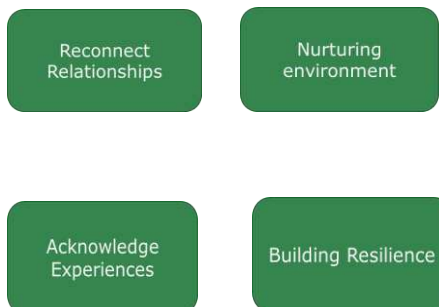 Reconnect
Relationships
Nurturing
environment
Acknowledge
Experiences
Building Resilience